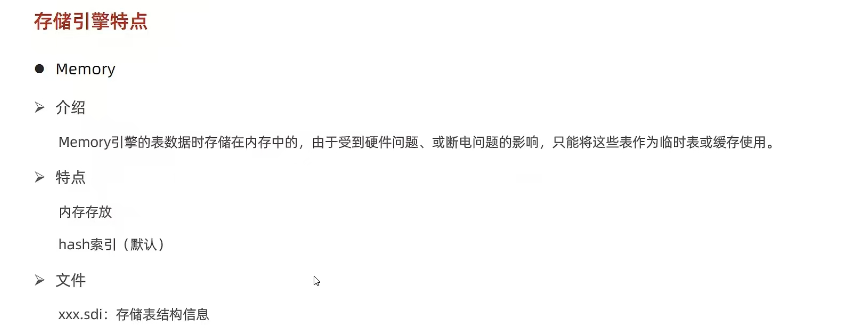 存储引擎特点
Memory
介绍
Memory引擎的表数据时存储在内存中的，由于受到硬件问题、或断电问题的影响，只能将这些表作为临时表或缓存使用。
特点
内存存放
hash索引（默认）
文件
xxx.sdi：存储表结构信息